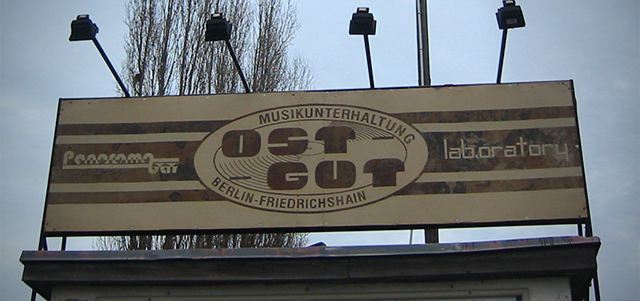 MUSIKUNTERHALTUNG
Panorama bar
OST-
-GUT
lab.oratory
BERLIN-FRIEDRICHSHAIN